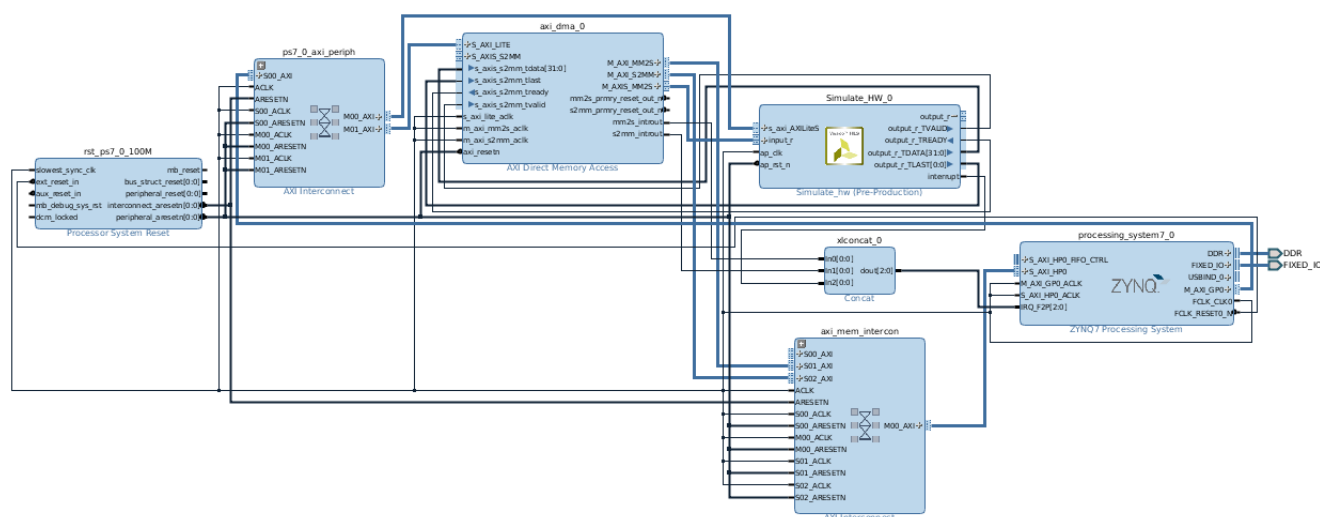 ps7_0_axi_periph
S00_AXI
ACLK
ARESETN
S00_ACLK
S00_ARESETN
M00_ACLK
M00_ARESETN
M01_ACLK
M01_ARESETN
M00_AXI
M01_AXI
AXI Interconnect
rst_ps7_0_100M
slowest_sync_clk
ext_reset_in
aux_reset_in
mb_debug_sys_rst
dcm_locked
mb_reset
bus_struct_reset[0:0]
peripheral_reset[0:0]
interconnect_aresetn[0:0]
peripheral_aresetn[0:0]
Processor System Reset
axi_dma_0
S_AXI_LITE
S_AXIS_S2MM
s_axis_s2mm_tdata[31:0]
s_axis_s2mm_tlast
s_axis_s2mm_tready
s_axis_s2mm_tvalid
s_axi_lite_aclk
m_axi_mm2s_aclk
m_axi_s2mm_aclk
axi_resetn
M_AXI_MM2S
M_AXI_S2MM
M_AXIS_MM2S
mm2s_prmry_reset_out_n
s2mm_prmry_reset_out_n
mm2s_introut
s2mm_introut
AXI Direct Memory Access
Simulate_HW_0
s_axi_AXILiteS
input_r
ap_clk
ap_rst_n
output_r
output_r_TVALID
output_r_TREADY
output_r_TDATA[31:0]
output_r_TLAST[0:0]
interrupt
Simulate_hw (Pre-Production)
xlconcat_0
In0[0:0]
In1[0:0]
In2[0:0]
dout[2:0]
Concat
processing_system7_0
S_AXI_HP0_FIFO_CTRL
S_AXI_HP0
M_AXI_GP0_ACLK
S_AXI_HP0_ACLK
IRQ_F2P[2:0]
ZYNQ
DDR
FIXED_IO
USBIND_0
M_AXI_GP0
FCLK_CLK0
FCLK_RESET0_N
ZYNQ7 Processing System
DDR
FIXED_IO
axi_mem_intercon
S00_AXI
S01_AXI
S02_AXI
ACLK
ARESETN
S00_ACLK
S00_ARESETN
M00_ACLK
M00_ARESETN
S01_ACLK
S01_ARESETN
S02_ACLK
S02_ARESETN
M00_AXI
AXI Interconnect